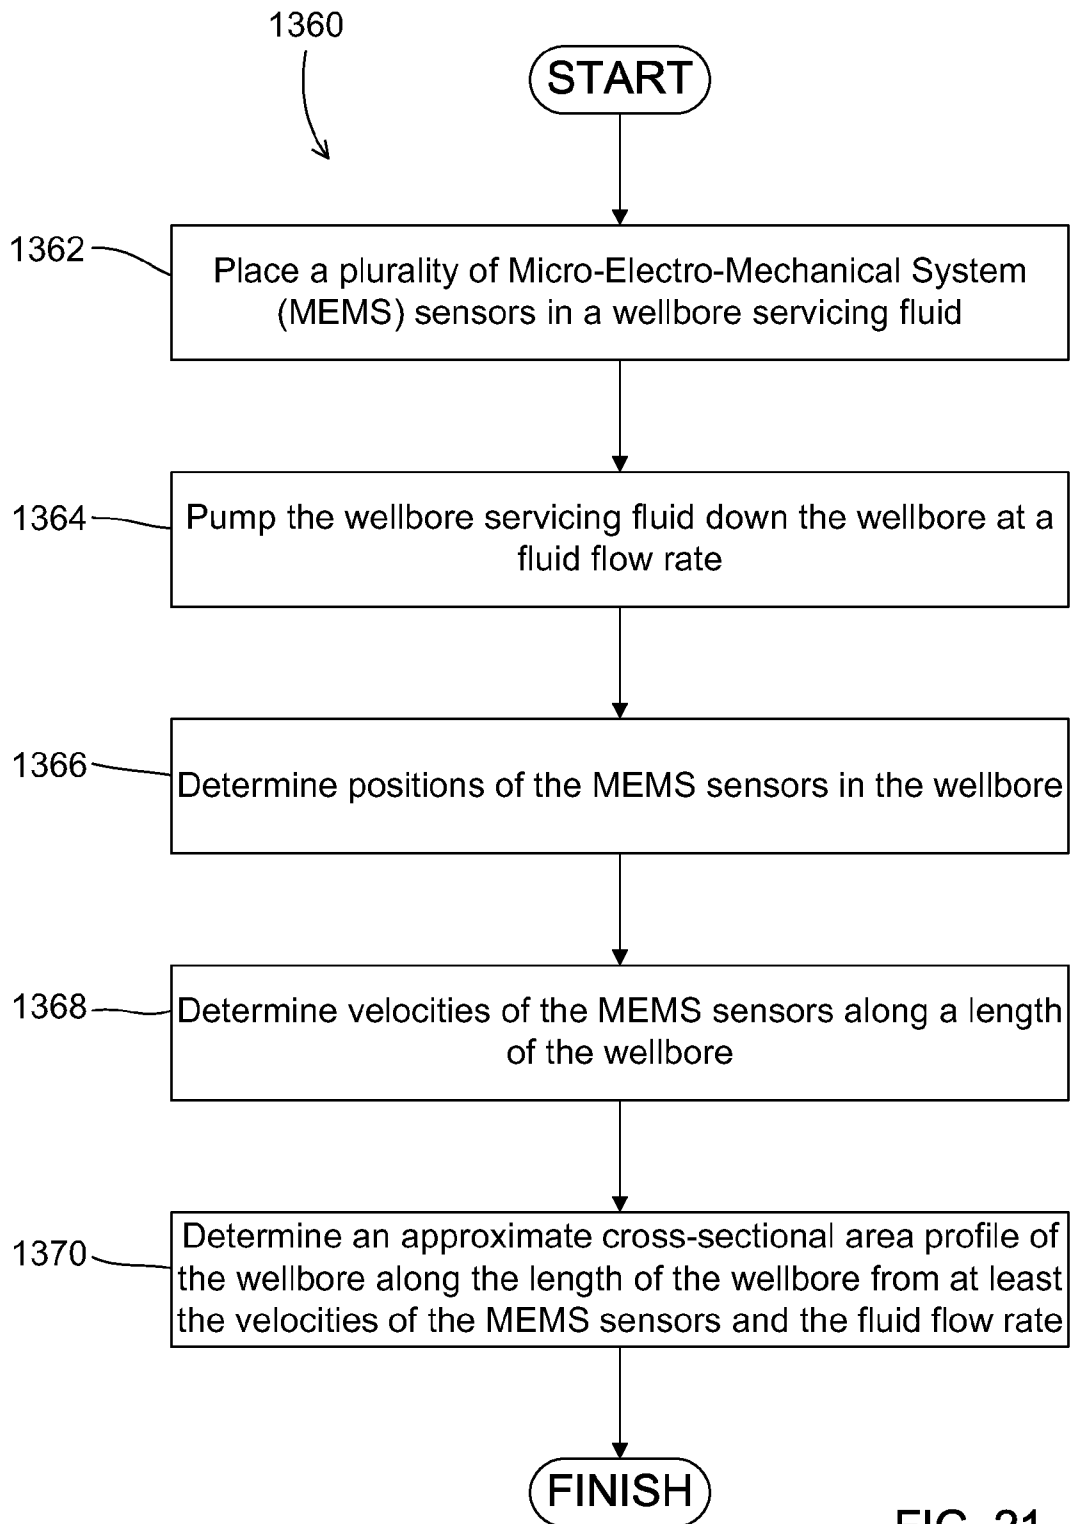 1360
START
1362
Place a plurality of Micro-Electro-Mechanical System
(MEMS) sensors in a wellbore servicing fluid
1364
Pump the wellbore servicing fluid down the wellbore at a
fluid flow rate
1366
Determine positions of the MEMS sensors in the wellbore
1368
Determine velocities of the MEMS sensors along a length
of the wellbore
1370
Determine an approximate cross-sectional area profile of
the wellbore along the length of the wellbore from at least
the velocities of the MEMS sensors and the fluid flow rate
FINISH
FIG. 21